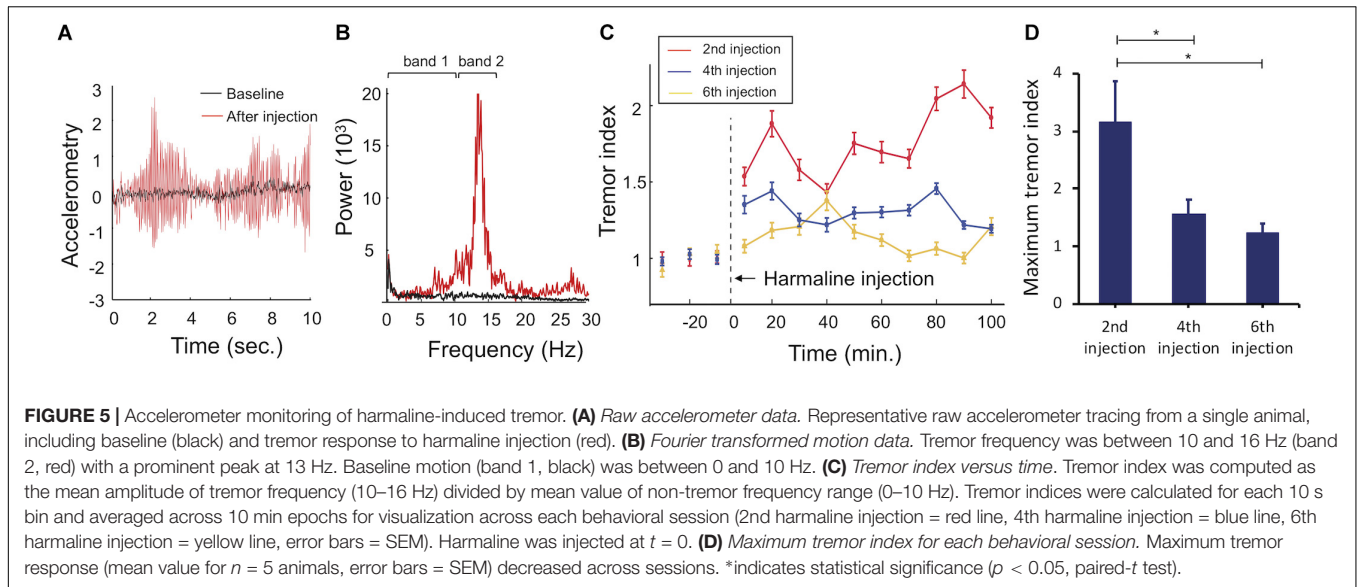 A
B
C
D
band 1
band 2
2nd injection
4th injection
6th injection
*
*
Baseline
After injection
Accelerometry
3
2
1
0
-1
-2
-3
0
2
4
6
8
10
Time (sec.)
Power (10³)
20
15
10
5
0
5
10
15
20
25
30
Frequency (Hz)
Tremor index
2
1.5
1
Harmaline injection
-20
0
20
40
60
80
100
Time (min.)
Maximum tremor index
4
3
2
1
0
2nd
injection
4th
injection
6th
injection
FIGURE 5 | Accelerometer monitoring of harmaline-induced tremor. (A) Raw accelerometer data. Representative raw accelerometer tracing from a single animal,
including baseline (black) and tremor response to harmaline injection (red). (B) Fourier transformed motion data. Tremor frequency was between 10 and 16 Hz (band
2, red) with a prominent peak at 13 Hz. Baseline motion (band 1, black) was between 0 and 10 Hz. (C) Tremor index versus time. Tremor index was computed as
the mean amplitude of tremor frequency (10–16 Hz) divided by mean value of non-tremor frequency range (0–10 Hz). Tremor indices were calculated for each 10 s
bin and averaged across 10 min epochs for visualization across each behavioral session (2nd harmaline injection = red line, 4th harmaline injection = blue line, 6th
harmaline injection = yellow line, error bars = SEM). Harmaline was injected at t = 0. (D) Maximum tremor index for each behavioral session. Maximum tremor
response (mean value for n = 5 animals, error bars = SEM) decreased across sessions. *indicates statistical significance (p < 0.05, paired-t test).